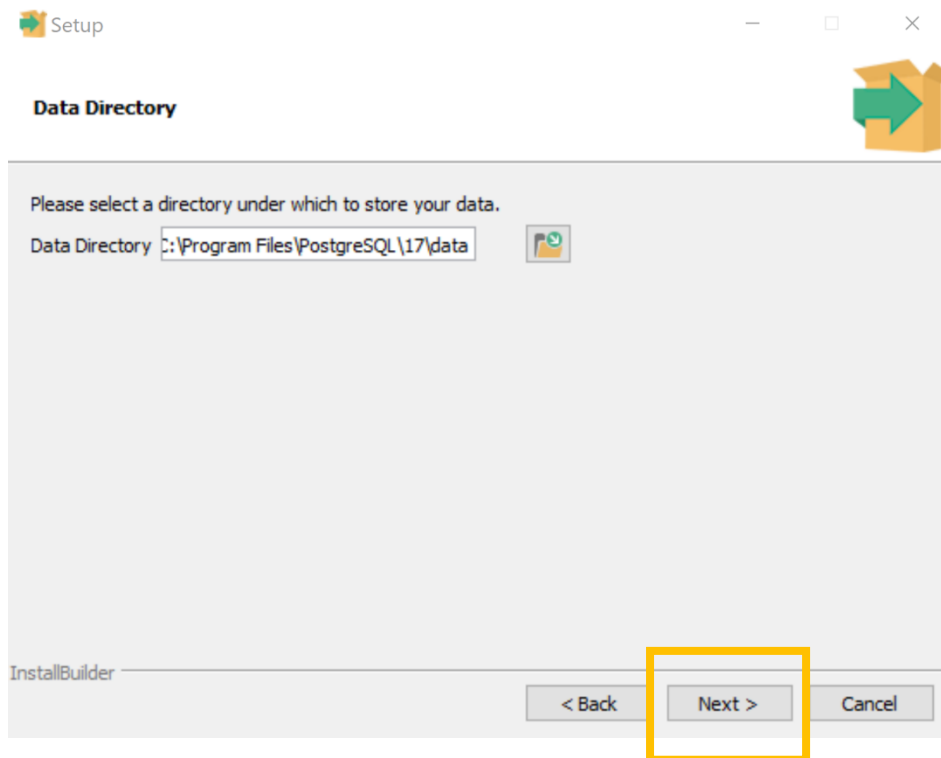 Setup
Data Directory
Please select a directory under which to store your data.
Data Directory C:\Program Files\PostgreSQL\17\data
InstallBuilder
< Back Next > Cancel